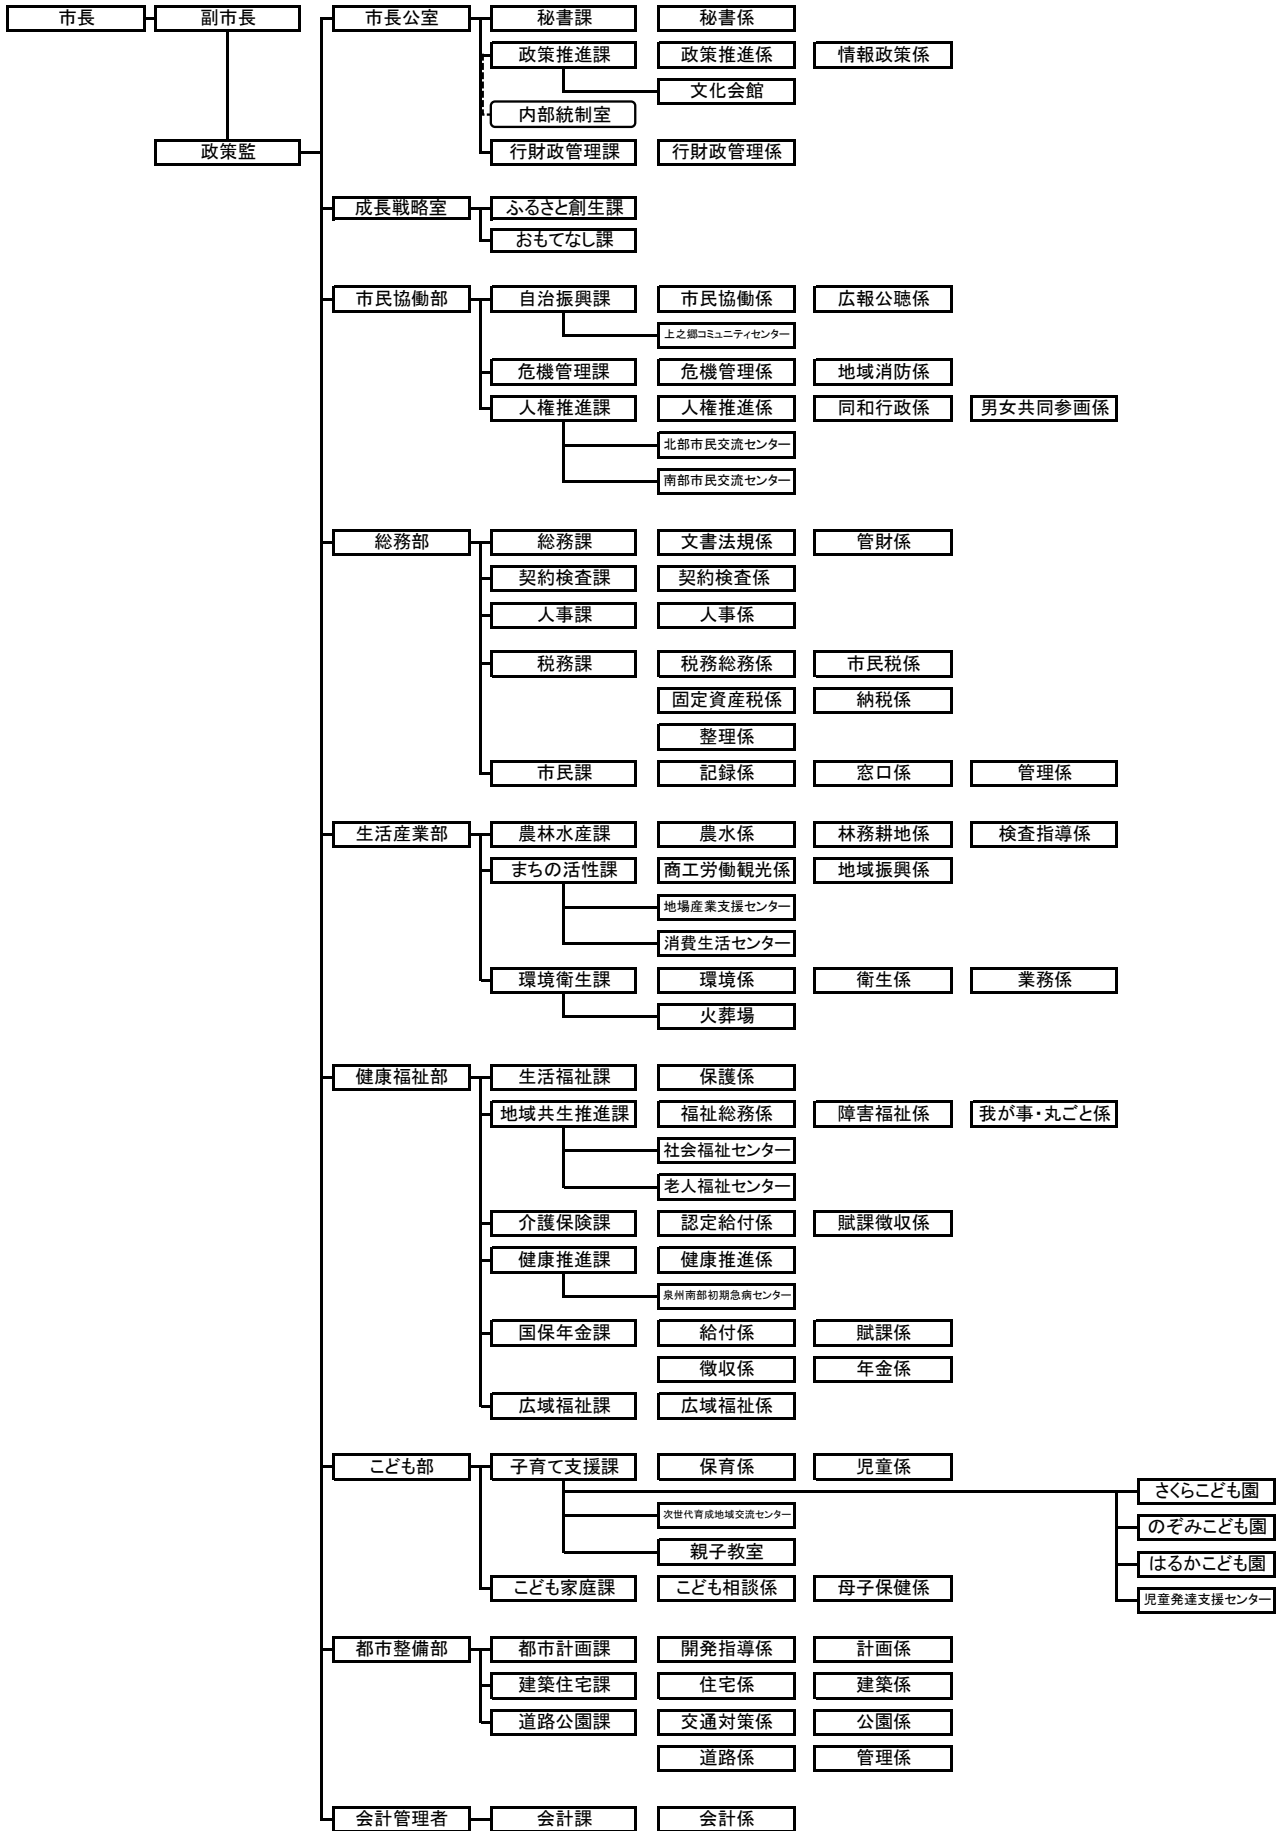 市長 副市長 市長公室 秘書課 秘書係
政策推進課 政策推進係 情報政策係
文化会館
内部統制室
政策監 行財政管理課 行財政管理係
成長戦略室 ふるさと創生課
おもてなし課
市民協働部 自治振興課 市民協働係 広報公聴係
上之郷コミュニティセンター
危機管理課 危機管理係 地域消防係
人権推進課 人権推進係 同和行政係 男女共同参画係
北部市民交流センター
南部市民交流センター
総務部 総務課 文書法規係 管財係
契約検査課 契約検査係
人事課 人事係
税務課 税務総務係 市民税係
固定資産税係 納税係
整理係
市民課 記録係 窓口係 管理係
生活産業部 農林水産課 農水係 林務耕地係 検査指導係
まちの活性課 商工労働観光係 地域振興係
地場産業支援センター
消費生活センター
環境衛生課 環境係 衛生係 業務係
火葬場
健康福祉部 生活福祉課 保護係
地域共生推進課 福祉総務係 障害福祉係 我が事・丸ごと係
社会福祉センター
老人福祉センター
介護保険課 認定給付係 賦課徴収係
健康推進課 健康推進係
泉州南部初期急病センター
国保年金課 給付係 賦課係
徴収係 年金係
広域福祉課 広域福祉係
こども部 子育て支援課 保育係 児童係
さくらこども園
次世代育成地域交流センター
のぞみこども園
親子教室
はるかこども園
こども家庭課 こども相談係 母子保健係
児童発達支援センター
都市整備部 都市計画課 開発指導係 計画係
建築住宅課 住宅係 建築係
道路公園課 交通対策係 公園係
道路係 管理係
会計管理者 会計課 会計係